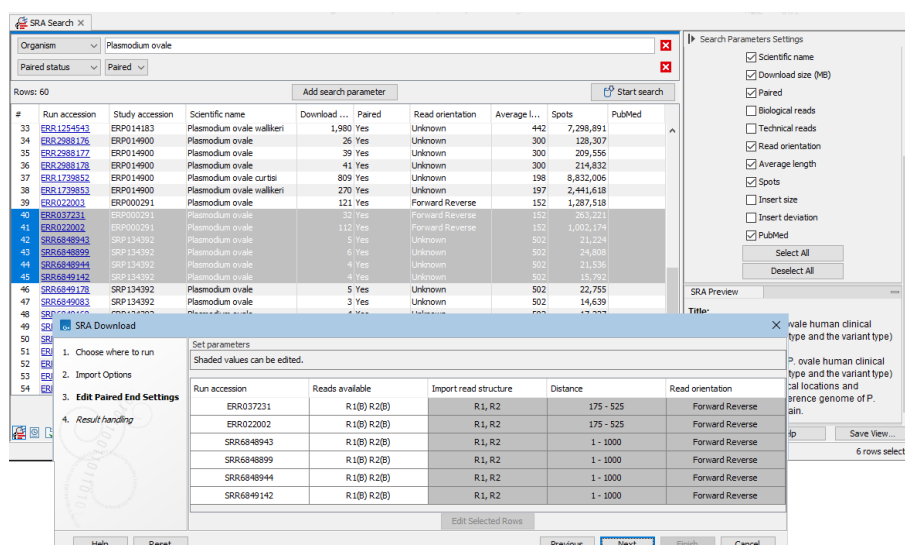 SRA Search
Organism Plasmodium ovale
Paired status Paired
Rows: 60 Add search parameter Start search
# Run accession Study accession Scientific name Download ... Paired Read orientation Average l... Spots PubMed
33 ERR1254543 ERP014183 Plasmodium ovale wallikeri 1,980 Yes Unknown 442 7,298,891
34 ERR2988176 ERP014900 Plasmodium ovale 26 Yes Unknown 300 128,307
35 ERR2988177 ERP014900 Plasmodium ovale 39 Yes Unknown 300 209,556
36 ERR2988178 ERP014900 Plasmodium ovale 41 Yes Unknown 300 214,832
37 ERR1739852 ERP014900 Plasmodium ovale curtisi 809 Yes Unknown 198 8,832,006
38 ERR1739853 ERP014900 Plasmodium ovale wallikeri 270 Yes Unknown 197 2,441,618
39 ERR022003 ERP000291 Plasmodium ovale 121 Yes Forward Reverse 152 1,287,518
40 ERR037231 ERP000291 Plasmodium ovale 32 Yes Forward Reverse 152 263,221
41 ERR022002 ERP000291 Plasmodium ovale 112 Yes Forward Reverse 152 1,002,174
42 SRR6848943 SRP134392 Plasmodium ovale 5 Yes Unknown 502 21,224
43 SRR6848899 SRP134392 Plasmodium ovale 6 Yes Unknown 502 24,808
44 SRR6848944 SRP134392 Plasmodium ovale 4 Yes Unknown 502 21,536
45 SRR6849142 SRP134392 Plasmodium ovale 4 Yes Unknown 502 15,792
46 SRR6849178 SRP134392 Plasmodium ovale 5 Yes Unknown 502 22,755
47 SRR6849083 SRP134392 Plasmodium ovale 3 Yes Unknown 502 14,639
48
49
50
51
52
53
54
Search Parameters Settings
Scientific name
Download size (MB)
Paired
Biological reads
Technical reads
Read orientation
Average length
Spots
Insert size
Insert deviation
PubMed
Select All
Deselect All
SRA Preview
Title:
ovale human clinical
type and the variant type)
P. ovale human clinical
type and the variant type)
cal locations and
erence genome of P.
ain.
Save View...
6 rows select
SRA Download
1. Choose where to run
2. Import Options
3. Edit Paired End Settings
4. Result handling
Set parameters
Shaded values can be edited.
Run accession Reads available Import read structure Distance Read orientation
ERR037231 R1(B) R2(B) R1, R2 175 - 525 Forward Reverse
ERR022002 R1(B) R2(B) R1, R2 175 - 525 Forward Reverse
SRR6848943 R1(B) R2(B) R1, R2 1 - 1000 Forward Reverse
SRR6848899 R1(B) R2(B) R1, R2 1 - 1000 Forward Reverse
SRR6848944 R1(B) R2(B) R1, R2 1 - 1000 Forward Reverse
SRR6849142 R1(B) R2(B) R1, R2 1 - 1000 Forward Reverse
Edit Selected Rows
Help Reset Previous Next Finish Cancel